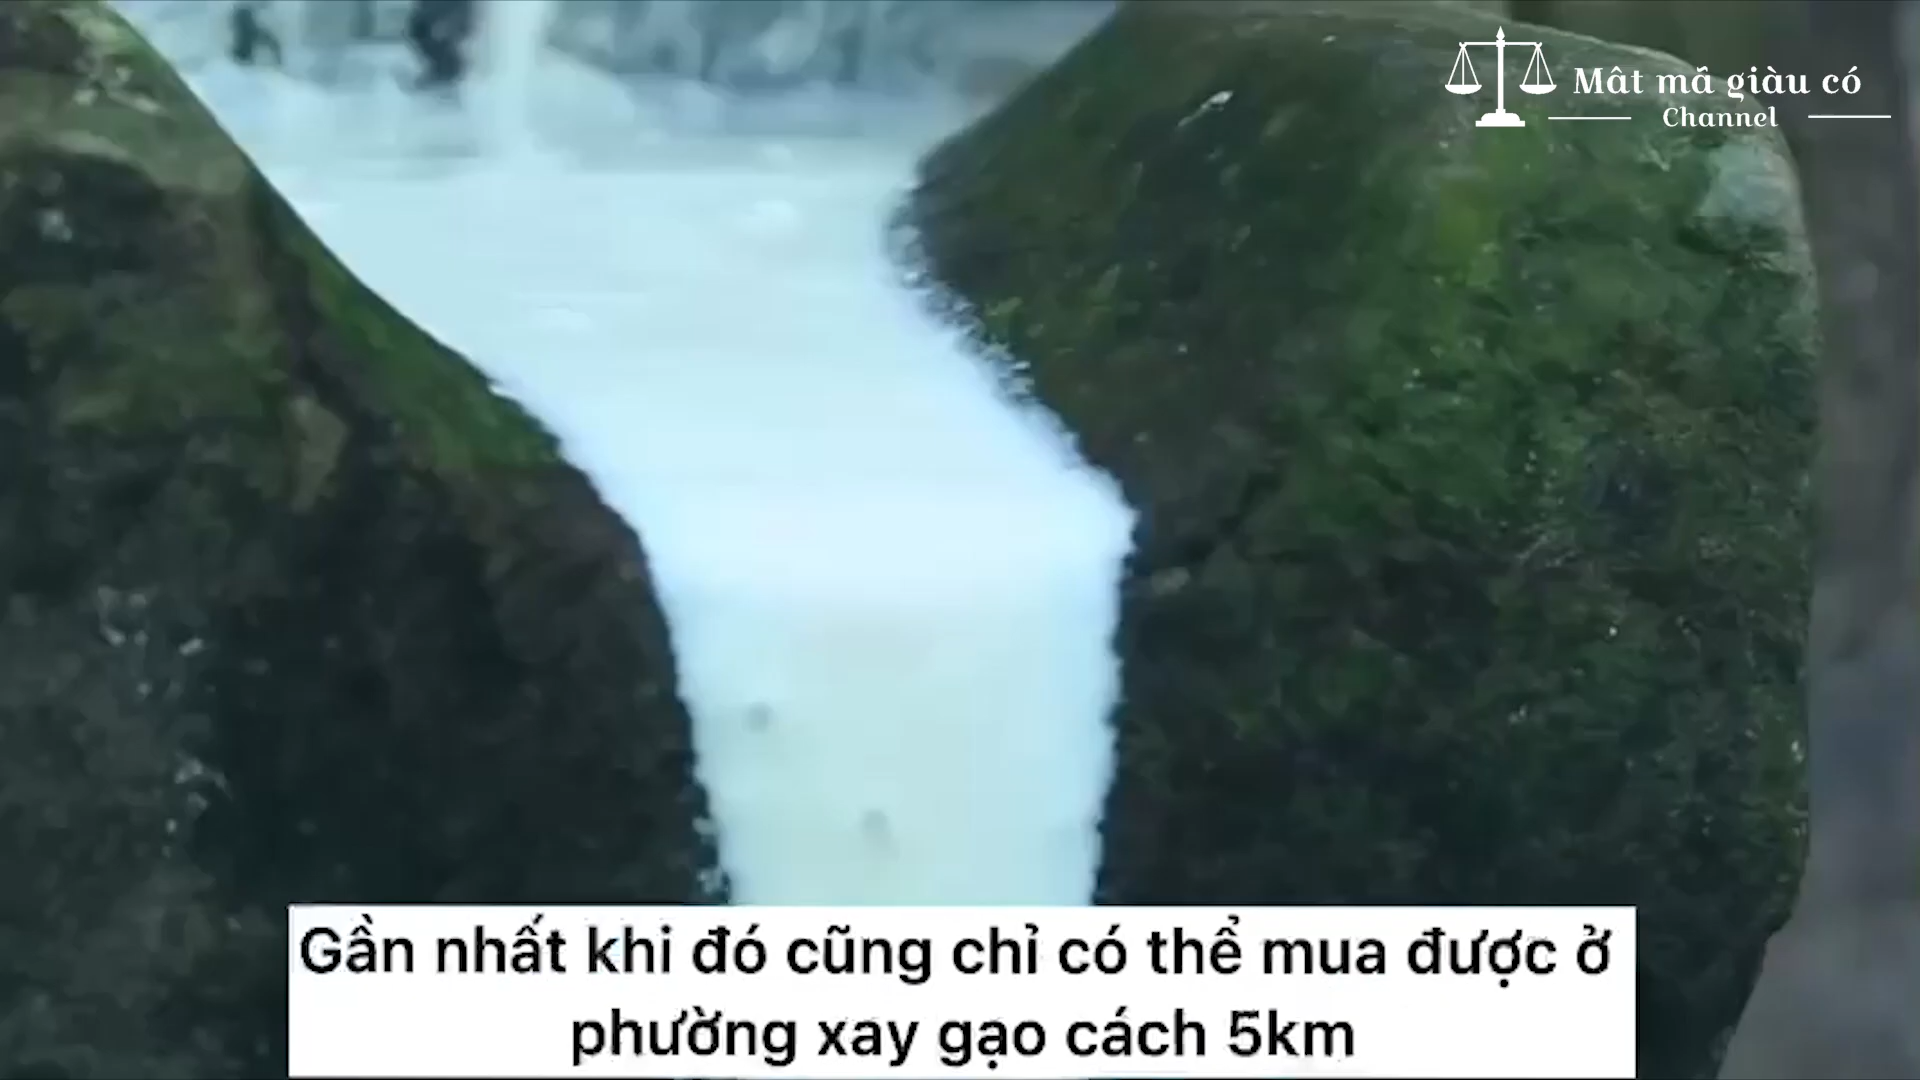 Mât mã giàu có
Channel
Gần nhất khi đó cũng chỉ có thể mua được ở
phường xay gạo cách 5km